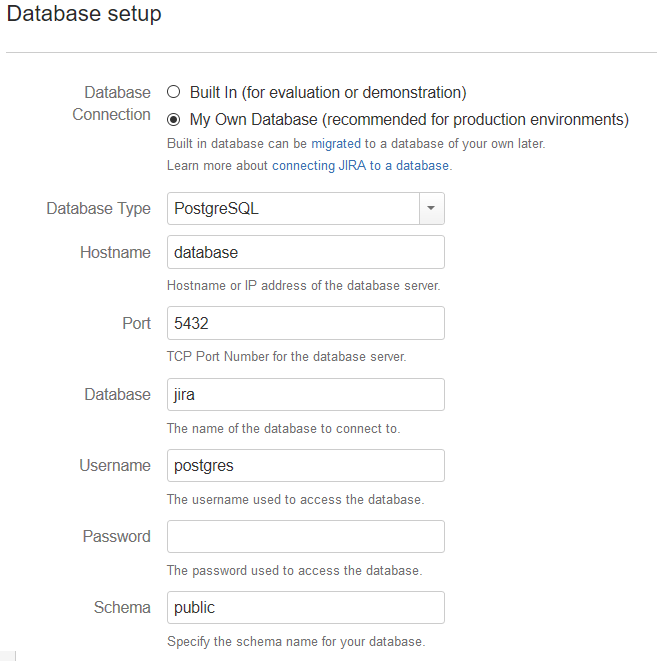 Database setup
Database Connection
Built In (for evaluation or demonstration)
My Own Database (recommended for production environments)
Built in database can be migrated to a database of your own later.
Learn more about connecting JIRA to a database.
Database Type PostgreSQL
Hostname database
Hostname or IP address of the database server.
Port 5432
TCP Port Number for the database server.
Database jira
The name of the database to connect to.
Username postgres
The username used to access the database.
Password
The password used to access the database.
Schema public
Specify the schema name for your database.